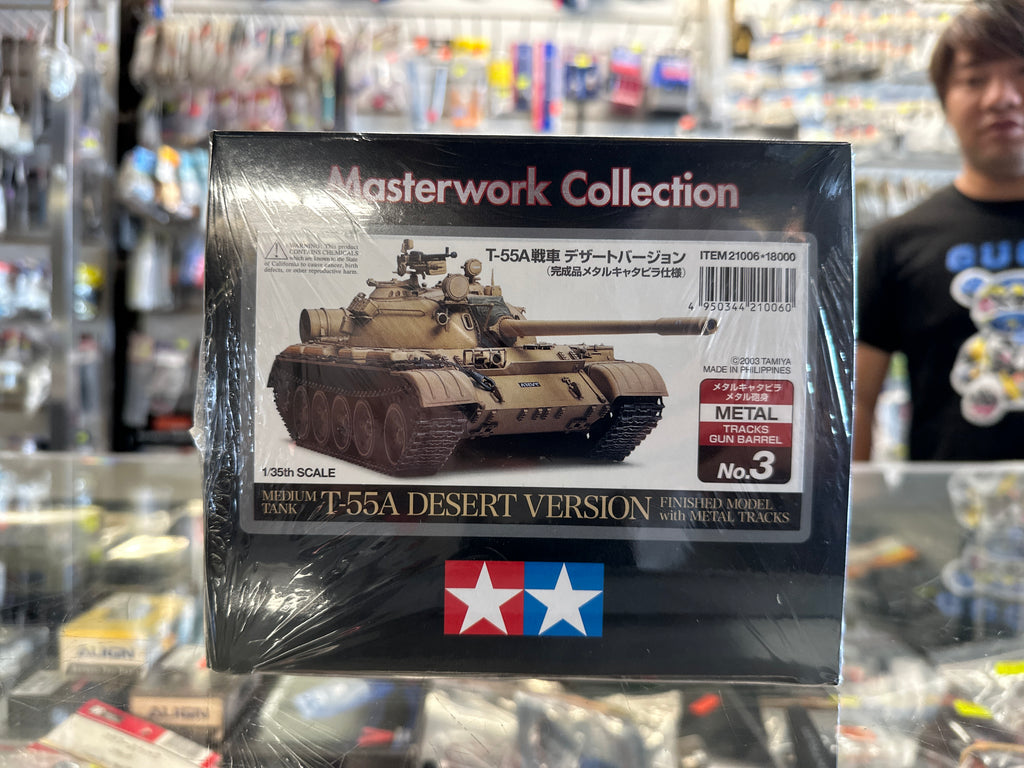 Masterwork Collection
WARNING: This product
CONTAINS CHEMICALS
which are known to the State
of California to cause cancer, birth
defects, or other reproductive harm.
T-55A戦車 デザートバージョン
(完成品メタルキャタピラ仕様)
ITEM 21006★18000
4 950344 210060
©2003 TAMIYA
MADE IN PHILIPPINES
メタルキャタピラ
メタル砲身
METAL
TRACKS
GUN BARREL
No.3
1/35th SCALE
MEDIUM TANK
T-55A DESERT VERSION
FINISHED MODEL
with METAL TRACKS
ALIGN
ALIGN